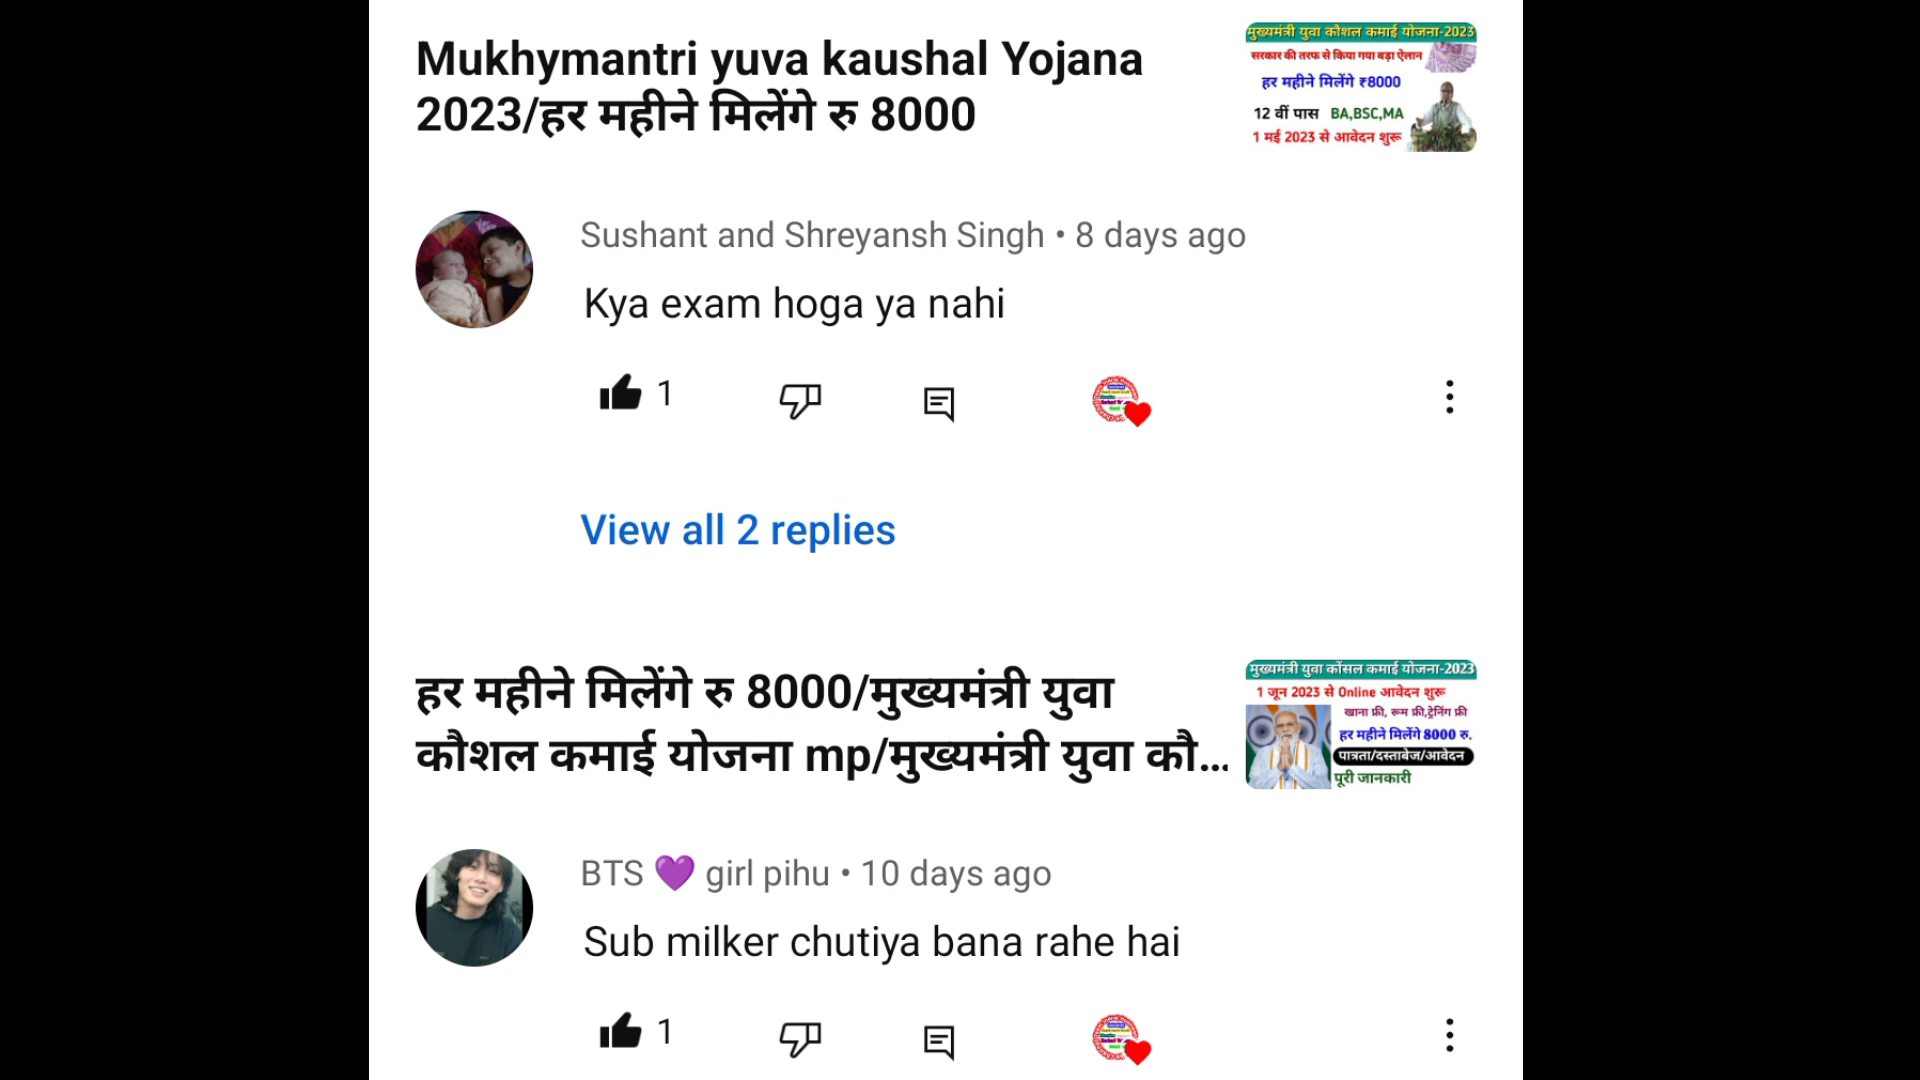 Mukhymantri yuva kaushal Yojana
2023/हर महीने मिलेंगे रु 8000
मुख्यमंत्री युवा कौशल कमाई योजना-2023
सरकार की तरफ से किया गया बड़ा ऐलान
हर महीने मिलेंगे ₹8000
12 वीं पास BA,BSC,MA
1 मई 2023 से आवेदन शुरू
Sushant and Shreyansh Singh • 8 days ago
Kya exam hoga ya nahi
1
View all 2 replies
हर महीने मिलेंगे रु 8000/मुख्यमंत्री युवा
कौशल कमाई योजना mp/मुख्यमंत्री युवा कौ...
मुख्यमंत्री युवा कोंसल कमाई योजना-2023
1 जून 2023 से Online आवेदन शुरू
खाना फ्री, रूम फ्री,ट्रेनिंग फ्री
हर महीने मिलेंगे 8000 रु.
पात्रता/दस्तावेज/आवेदन
पूरी जानकारी
BTS 💜 girl pihu • 10 days ago
Sub milker chutiya bana rahe hai
1